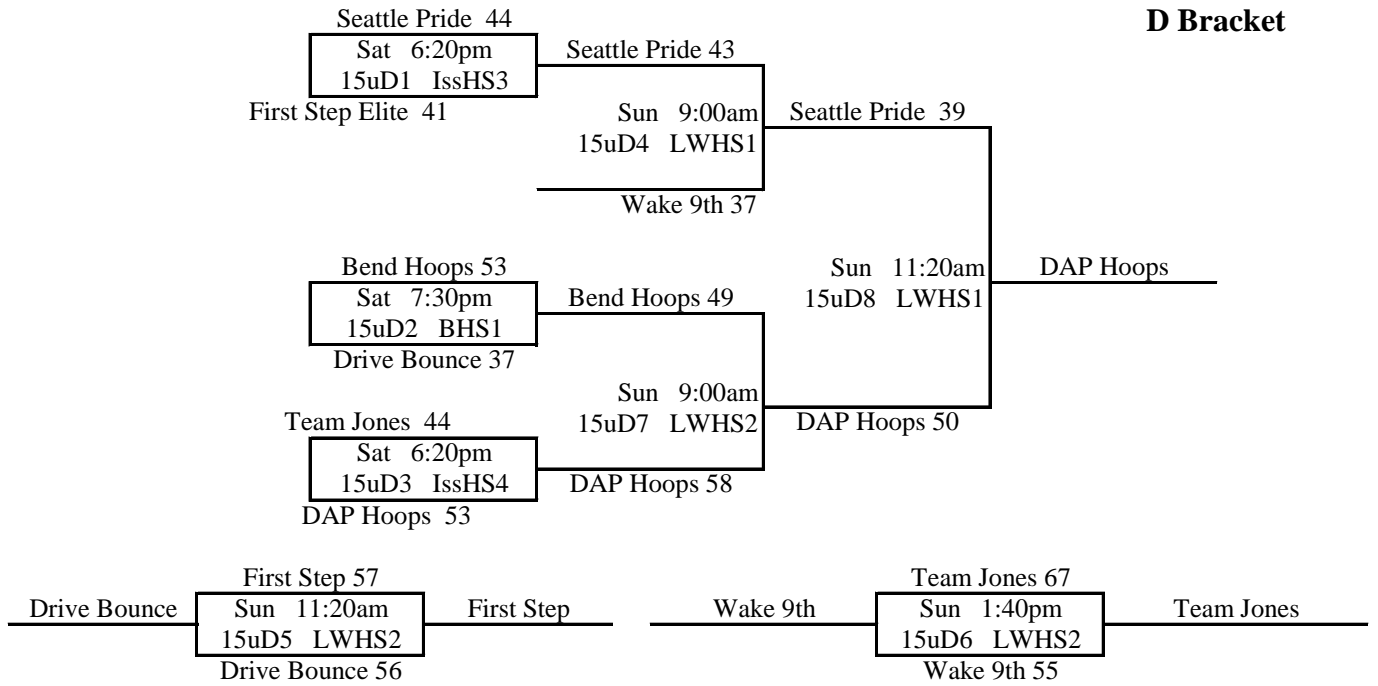 D Bracket
Seattle Pride 44
Sat 6:20pm
15uD1 IssHS3
First Step Elite 41
Seattle Pride 43
Sun 9:00am
15uD4 LWHS1
Wake 9th 37
Seattle Pride 39
Bend Hoops 53
Sat 7:30pm
15uD2 BHS1
Drive Bounce 37
Bend Hoops 49
Sun 9:00am
15uD7 LWHS2
Team Jones 44
Sat 6:20pm
15uD3 IssHS4
DAP Hoops 53
DAP Hoops 58
DAP Hoops 50
Sun 11:20am
15uD8 LWHS1
DAP Hoops
First Step 57
Drive Bounce
Sun 11:20am
15uD5 LWHS2
First Step
Drive Bounce 56
Team Jones 67
Wake 9th
Sun 1:40pm
15uD6 LWHS2
Team Jones
Wake 9th 55